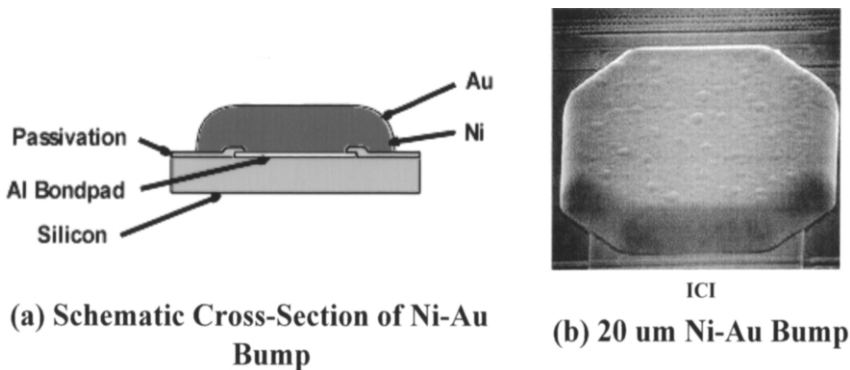 Au
Ni
Passivation
Al Bondpad
Silicon
(a) Schematic Cross-Section of Ni-Au
Bump
ICI
(b) 20 um Ni-Au Bump